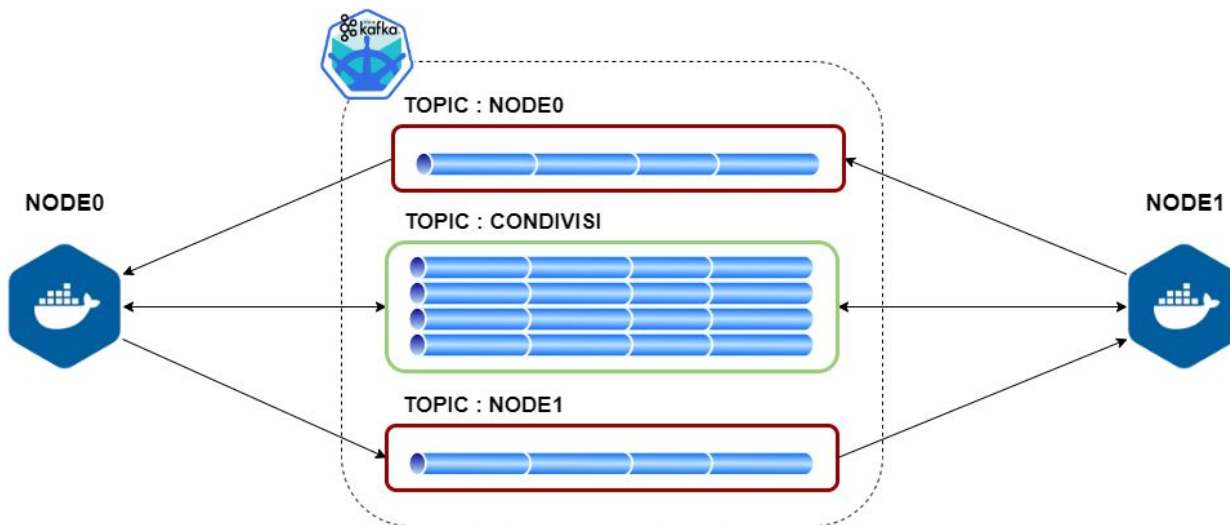 kafka
TOPIC : NODE0
NODE0
NODE1
TOPIC : CONDIVISI
TOPIC : NODE1